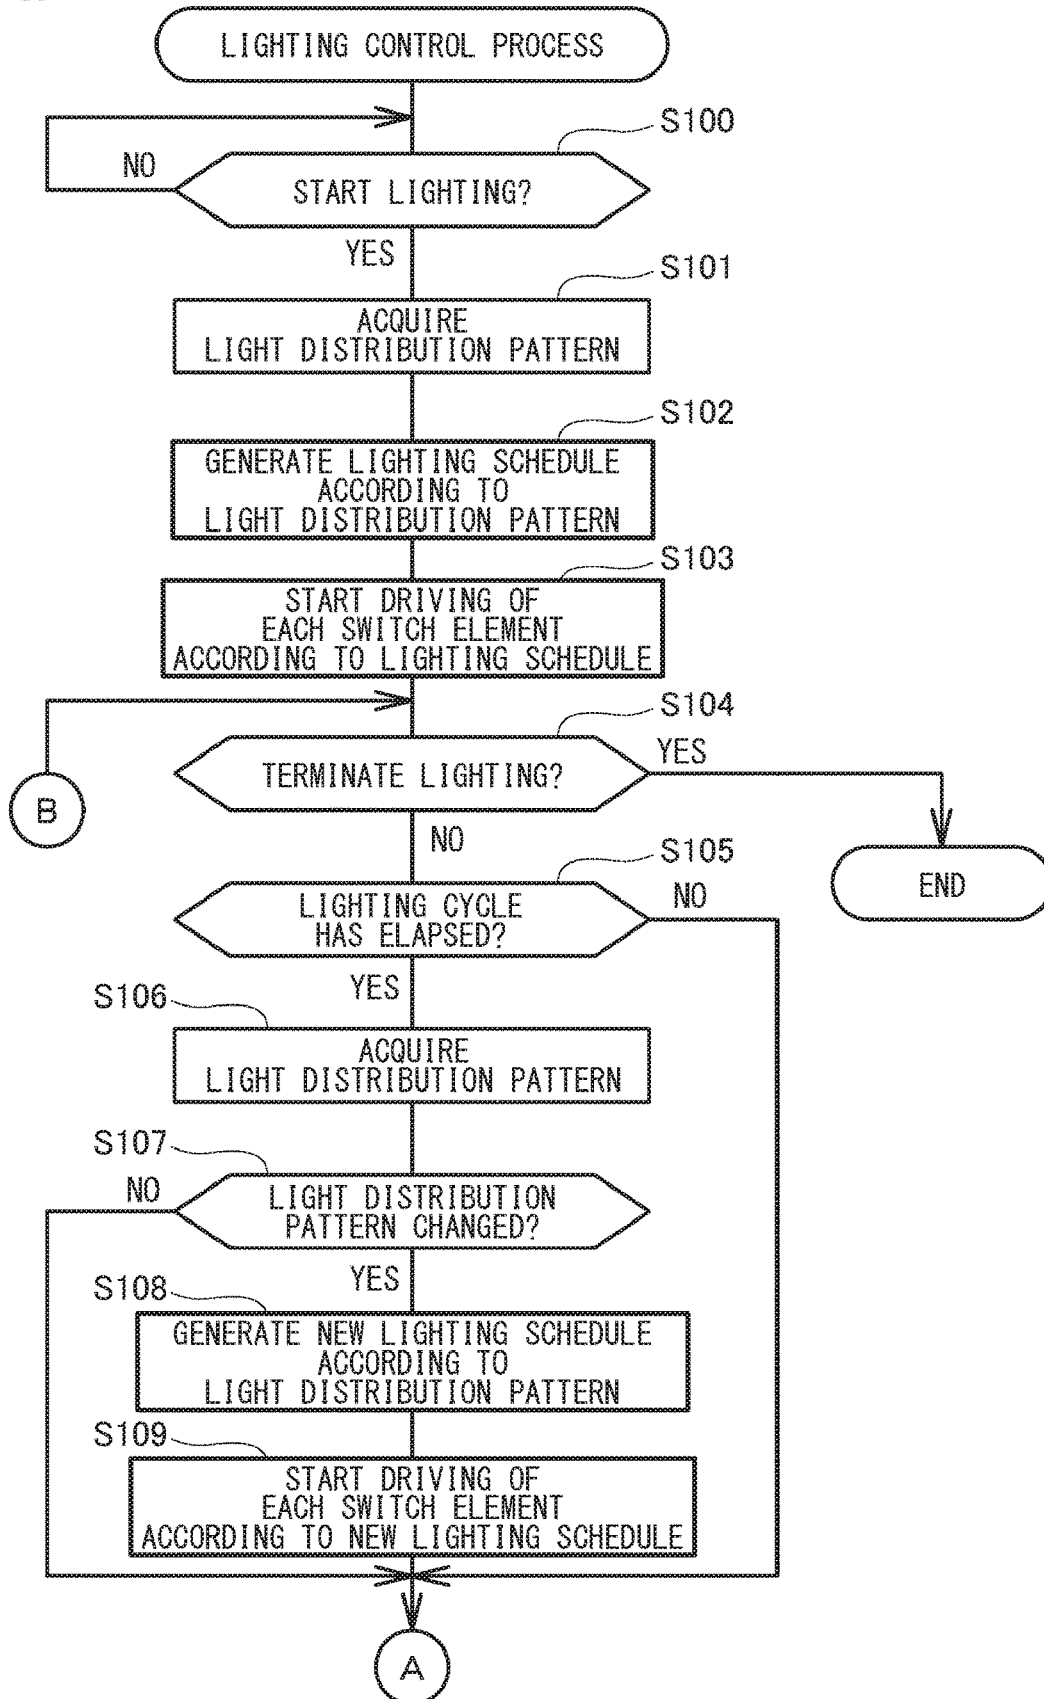 LIGHTING CONTROL PROCESS
S100
NO
START LIGHTING?
YES
S101
ACQUIRE
LIGHT DISTRIBUTION PATTERN
S102
GENERATE LIGHTING SCHEDULE
ACCORDING TO
LIGHT DISTRIBUTION PATTERN
S103
START DRIVING OF
EACH SWITCH ELEMENT
ACCORDING TO LIGHTING SCHEDULE
S104
TERMINATE LIGHTING?
YES
B
NO
S105
LIGHTING CYCLE
HAS ELAPSED?
NO
END
YES
S106
ACQUIRE
LIGHT DISTRIBUTION PATTERN
S107
NO
LIGHT DISTRIBUTION
PATTERN CHANGED?
YES
S108
GENERATE NEW LIGHTING SCHEDULE
ACCORDING TO
LIGHT DISTRIBUTION PATTERN
S109
START DRIVING OF
EACH SWITCH ELEMENT
ACCORDING TO NEW LIGHTING SCHEDULE
A